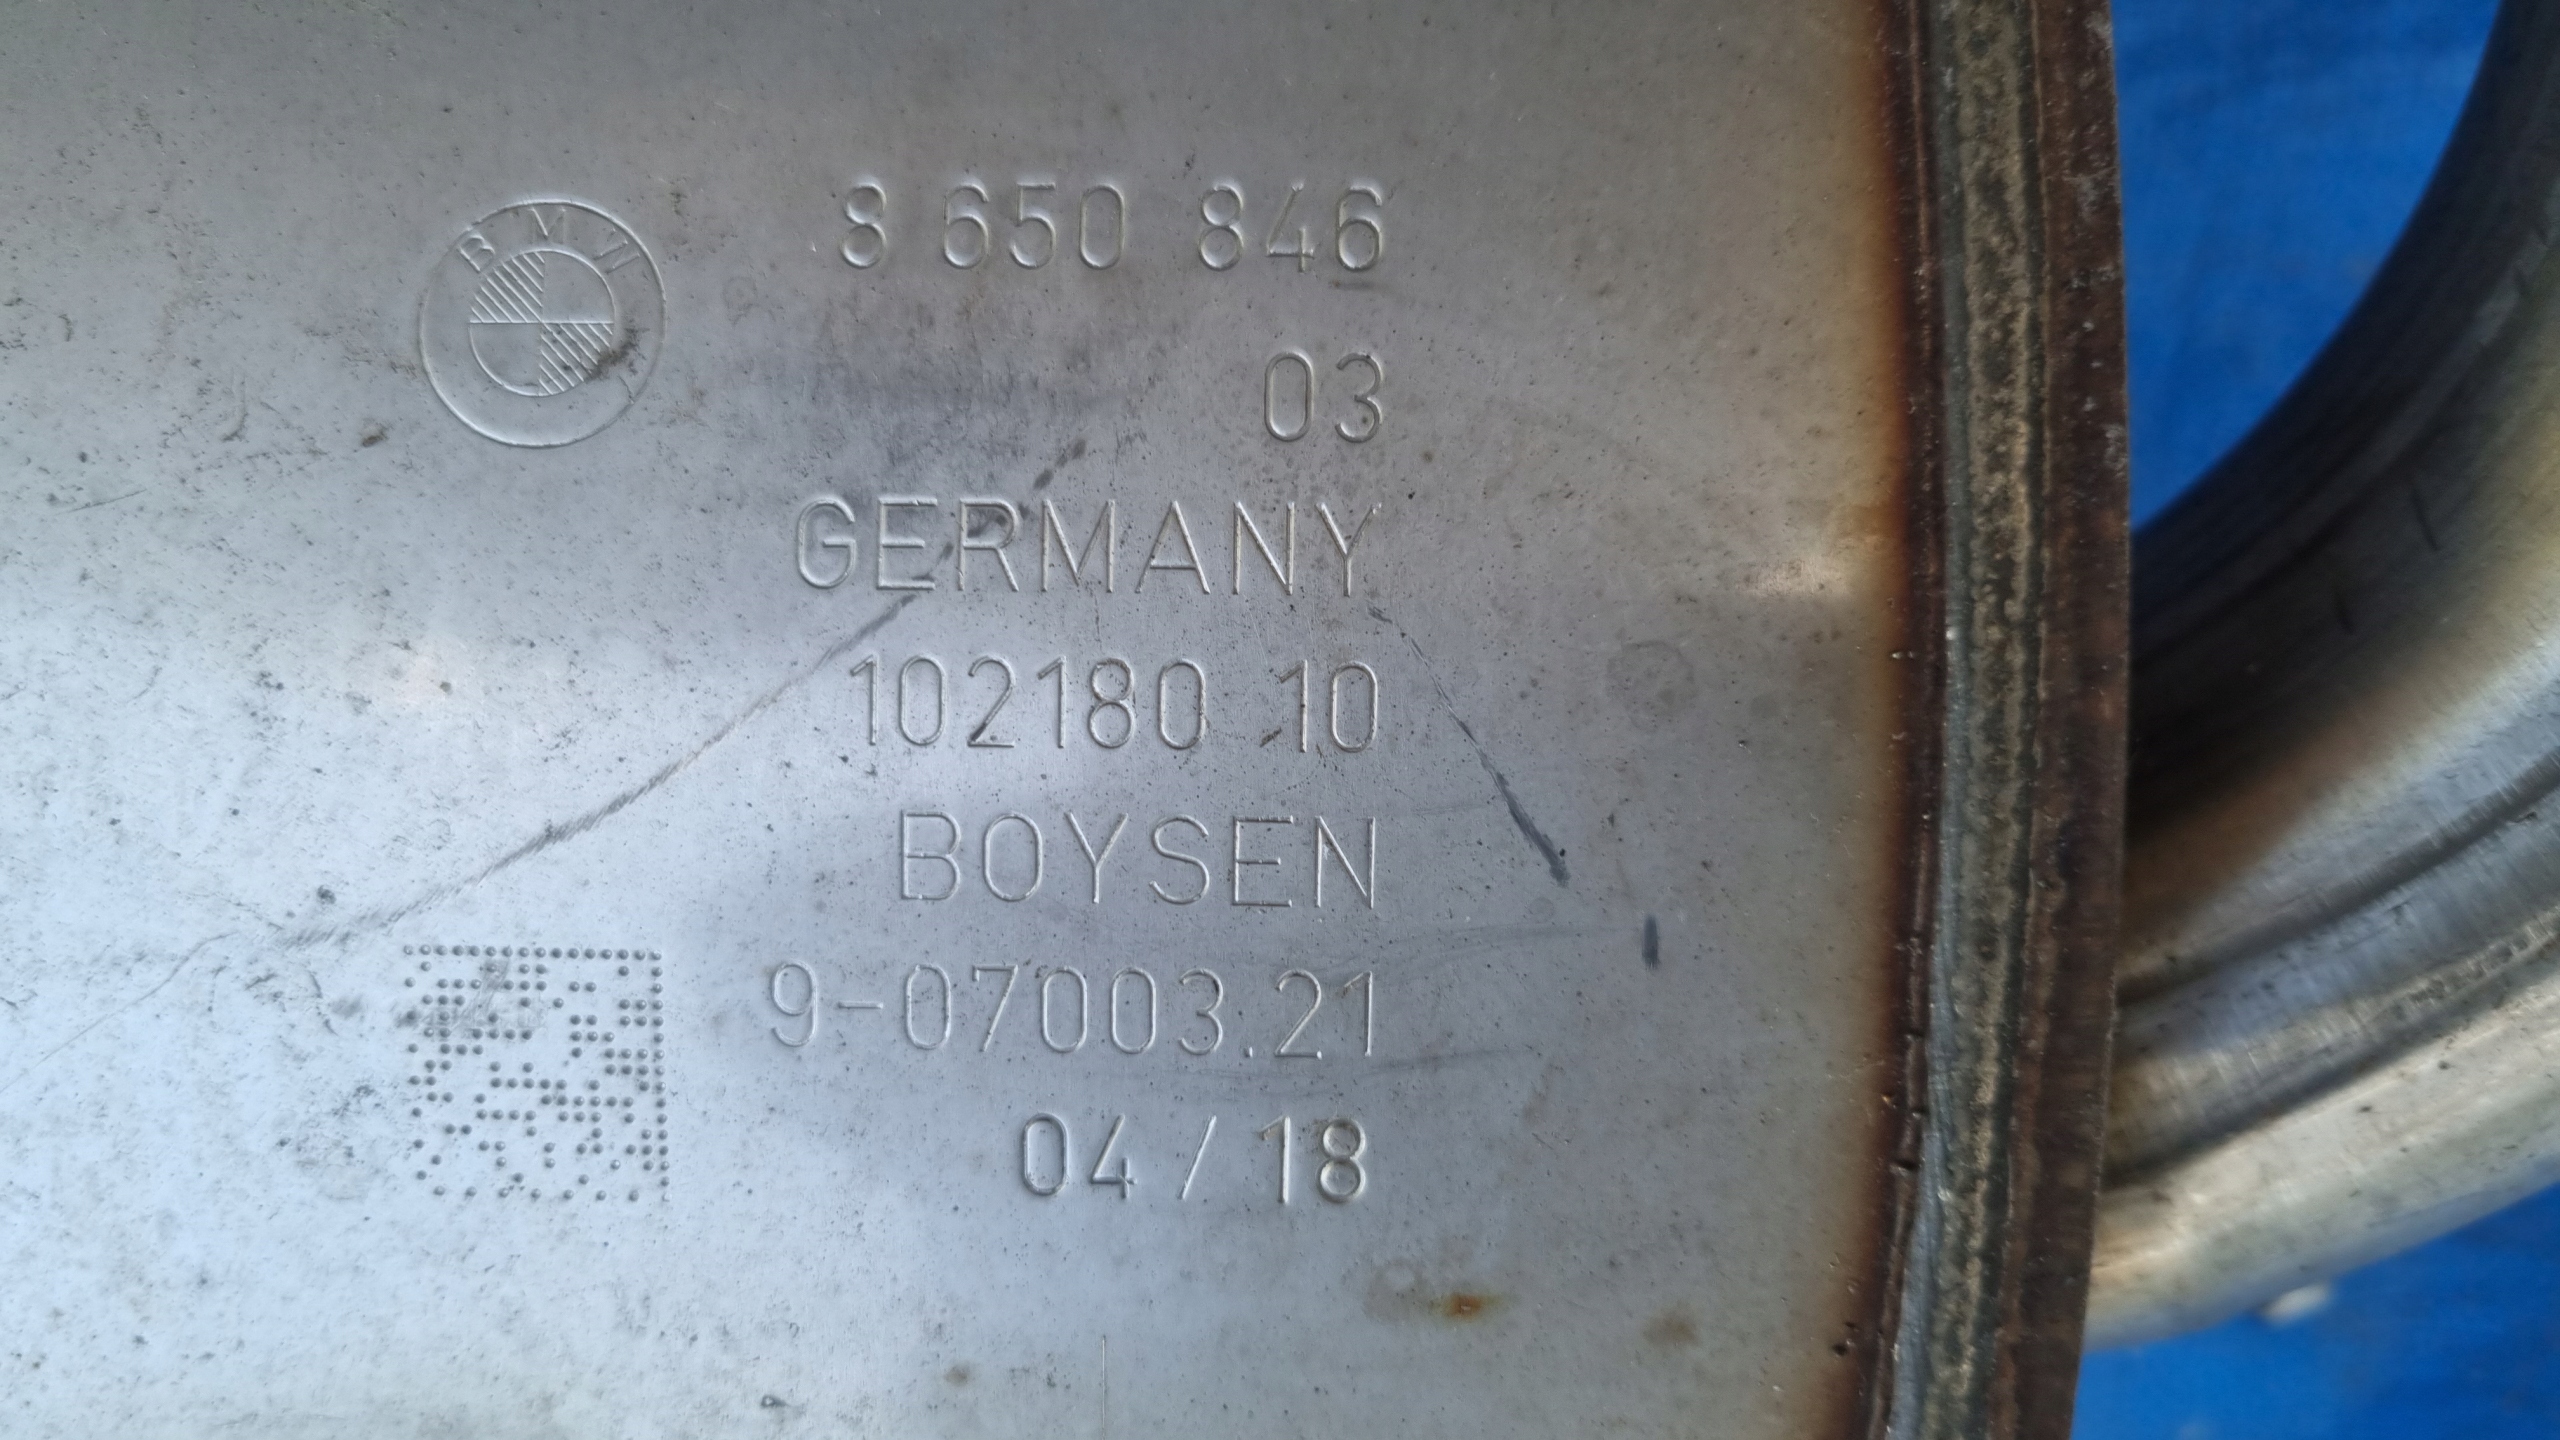 BMW
8 650 846
03
GERMANY
102180 10
BOYSEN
9-07003.21
04 / 18